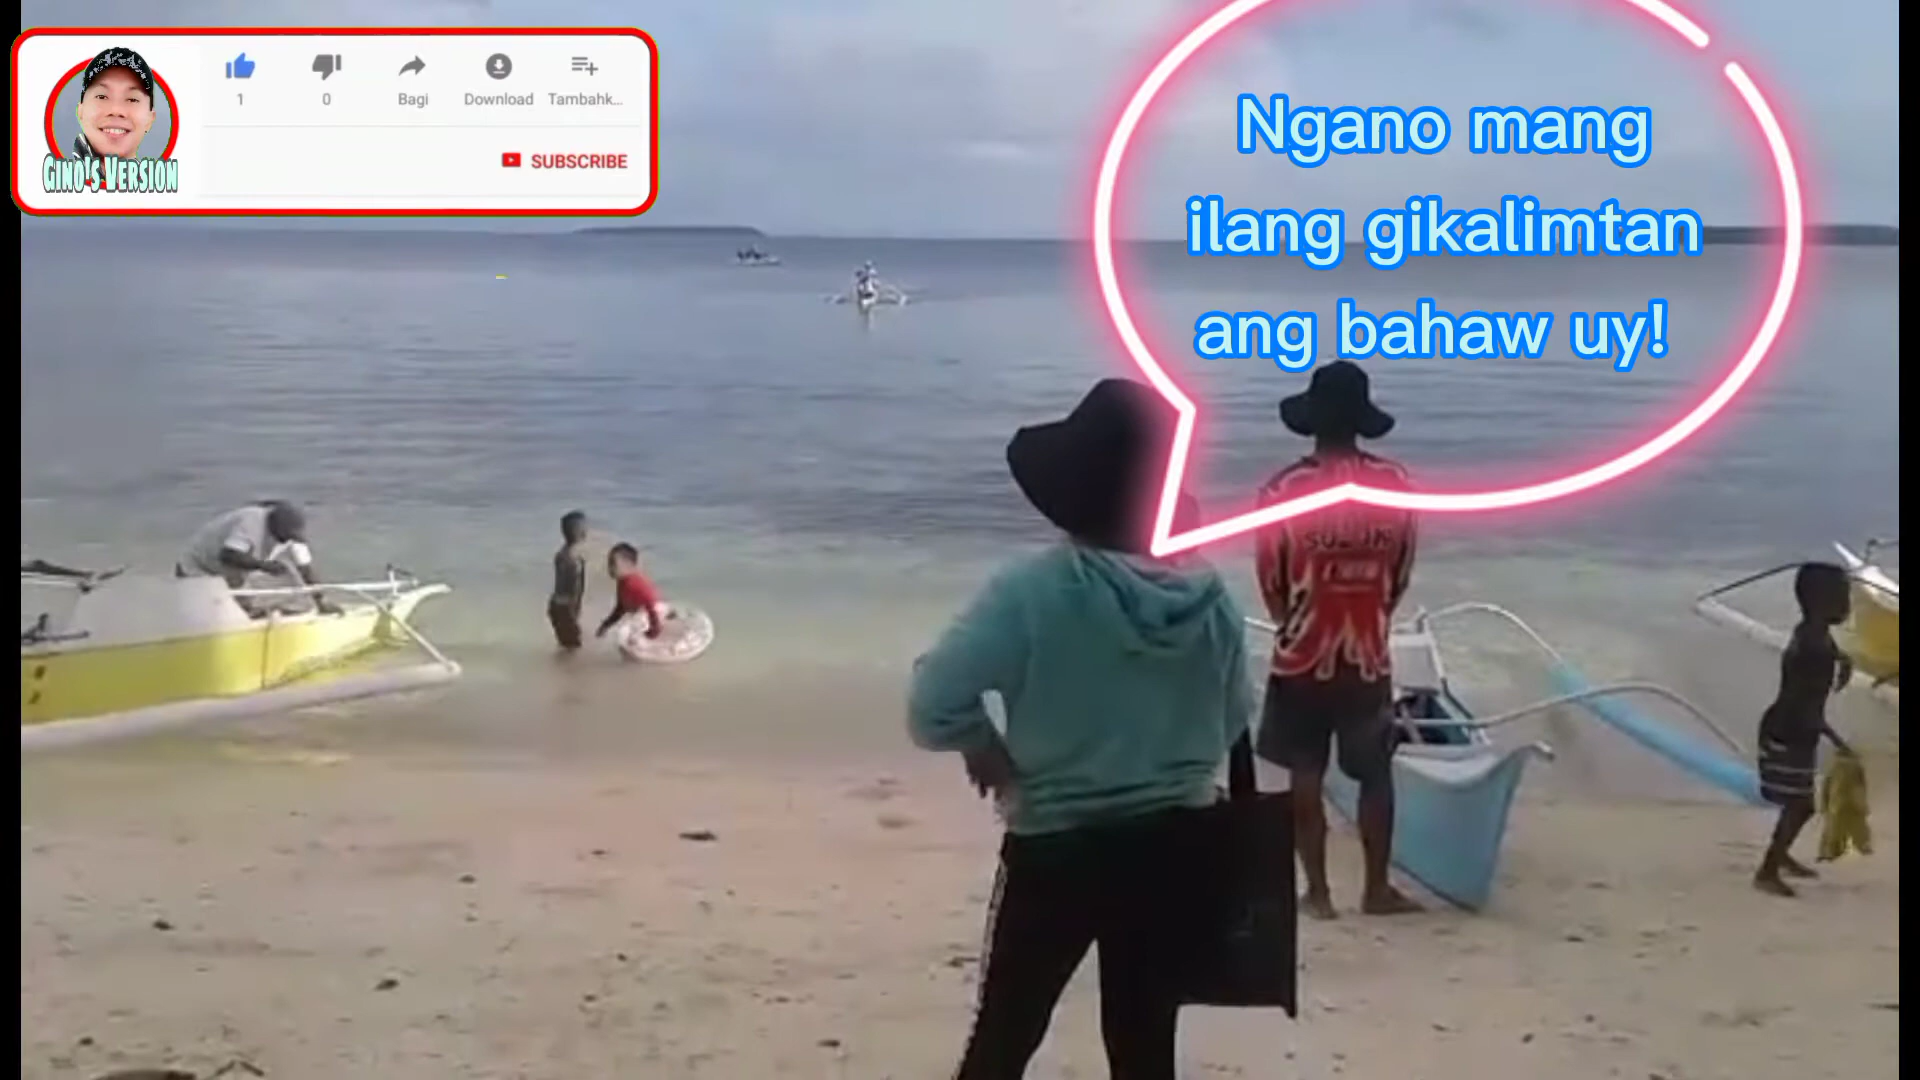 1
0
Bagi
Download
Tambahk...
SUBSCRIBE
GINO'S VERSION
Ngano mang
ilang gikalimtan
ang bahaw uy!